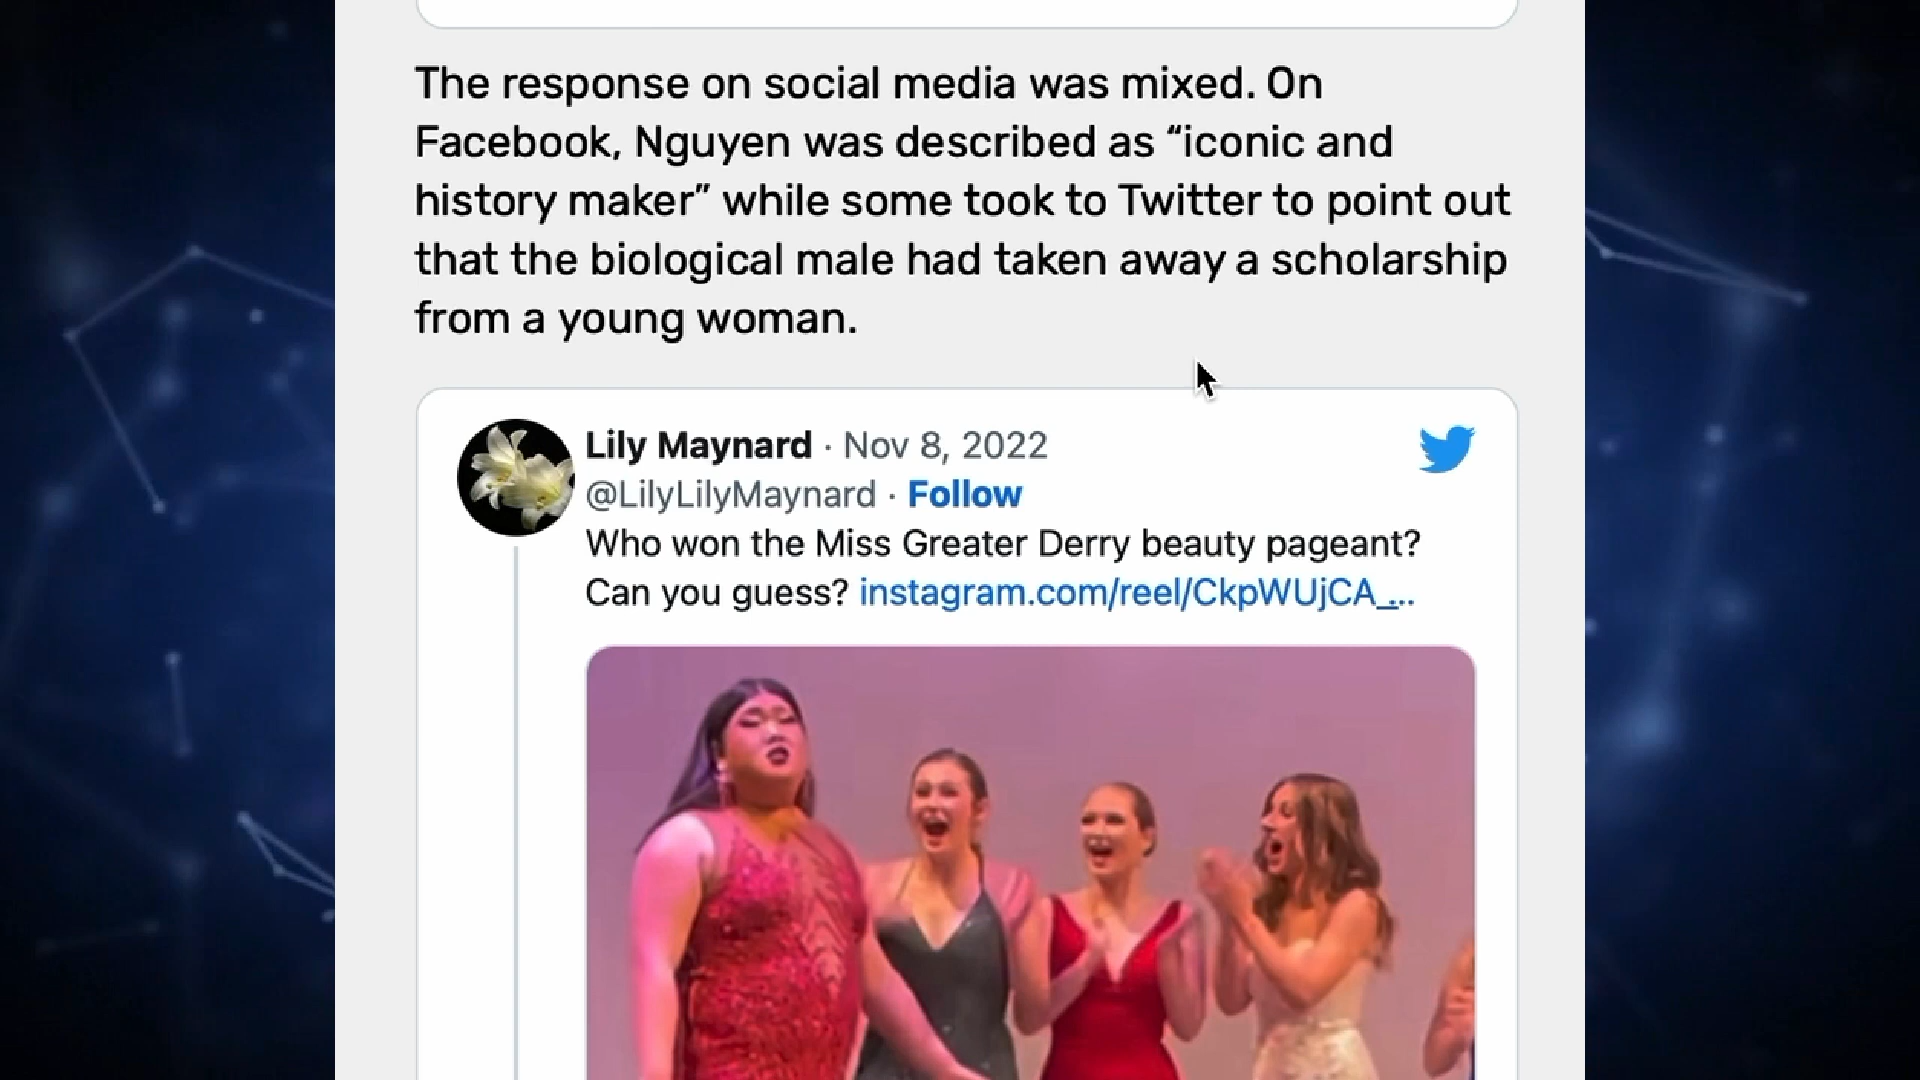 The response on social media was mixed. On
Facebook, Nguyen was described as “iconic and
history maker” while some took to Twitter to point out
that the biological male had taken away a scholarship
from a young woman.
Lily Maynard · Nov 8, 2022
@LilyLilyMaynard · Follow
Who won the Miss Greater Derry beauty pageant?
Can you guess? instagram.com/reel/CkpWUjCA_…